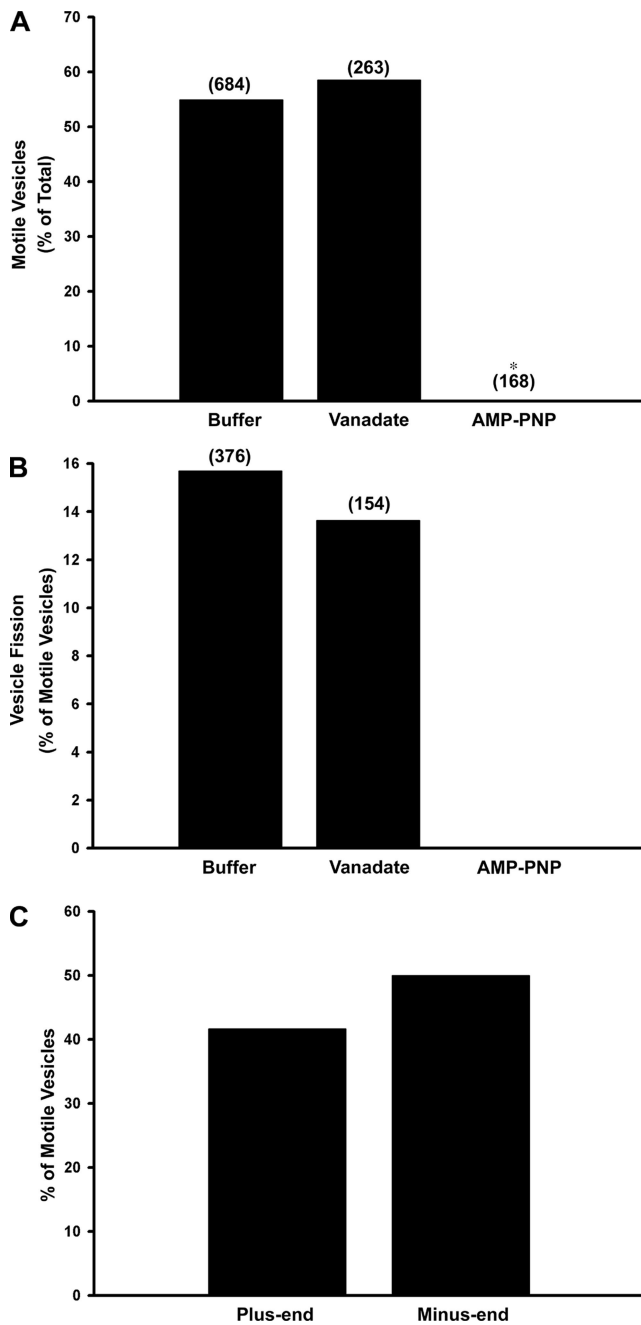 A
70
60
50
40
30
20
10
0
Motile Vesicles
(% of Total)
(684)
(263)
*
(168)
Buffer Vanadate AMP-PNP
B
16
14
12
10
8
6
4
2
0
Vesicle Fission
(% of Motile Vesicles)
(376)
(154)
Buffer Vanadate AMP-PNP
C
60
50
40
30
20
10
0
% of Motile Vesicles
Plus-end Minus-end